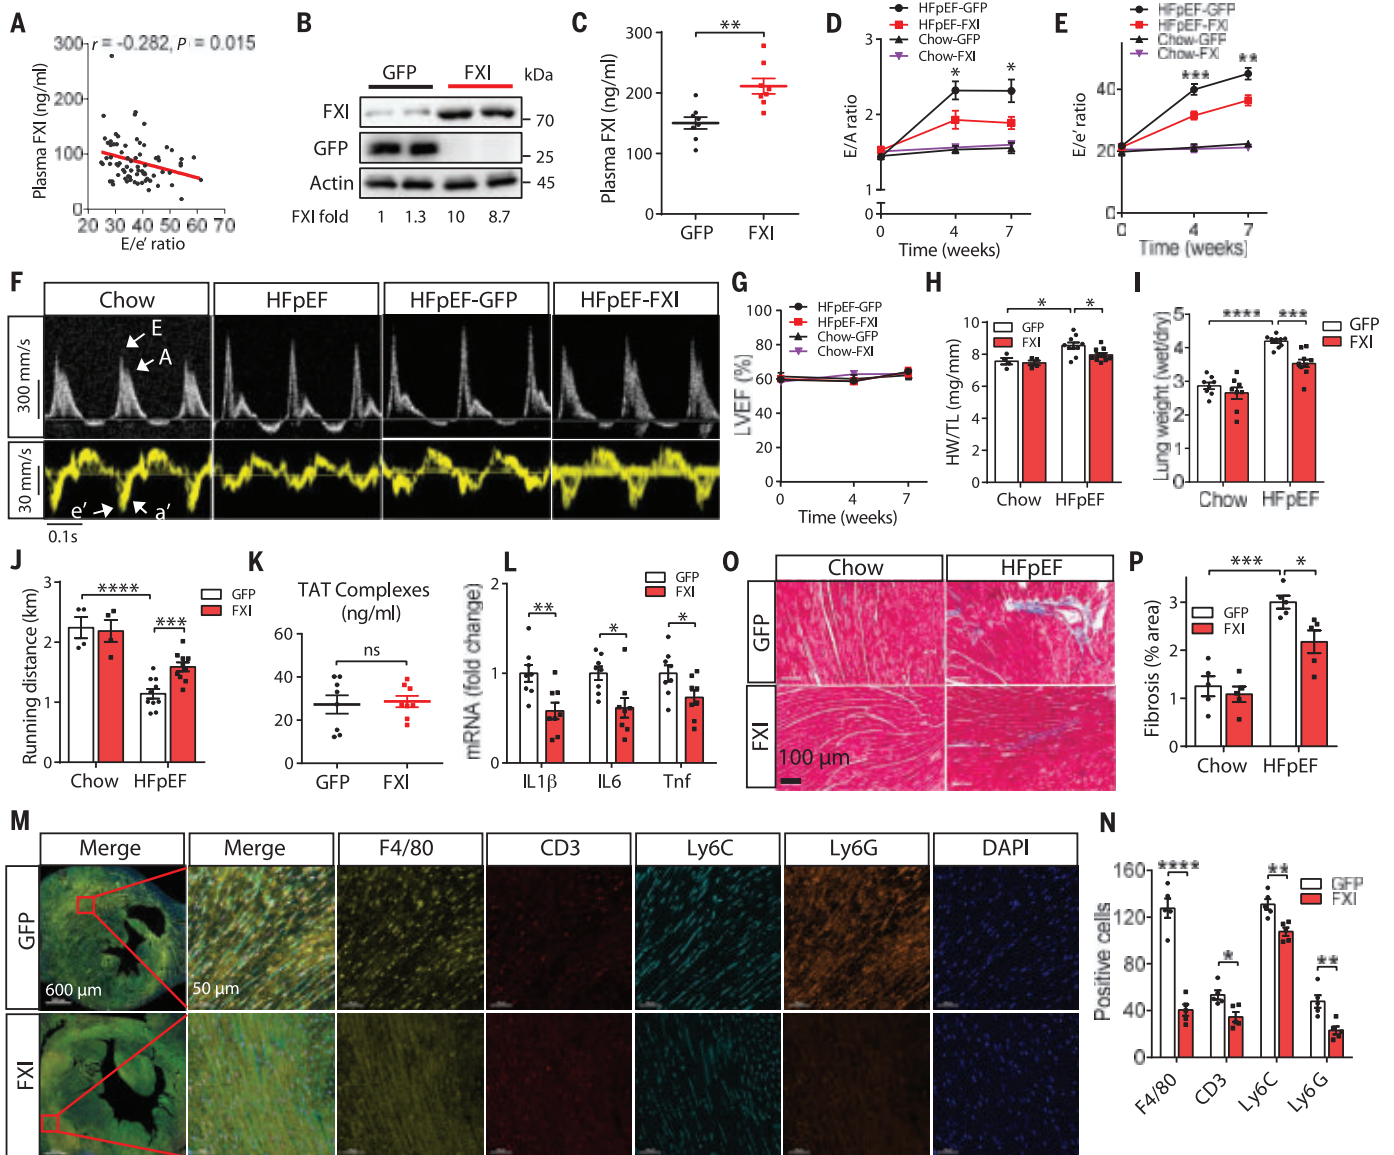 A
r = -0.282, P = 0.015
300
200
100
0
Plasma FXI (ng/ml)
20 30 40 50 60 70
E/e' ratio
B
GFP FXI kDa
FXI 70
GFP 25
Actin 45
FXI fold 1 1.3 10 8.7
C
**
300
200
100
0
Plasma FXI (ng/ml)
GFP FXI
D
HFpEF-GFP
HFpEF-FXI
Chow-GFP
Chow-FXI
3
2
1
0
E/A ratio
* *
0 4 7
Time (weeks)
E
HFpEF-GFP
HFpEF-FXI
Chow-GFP
Chow-FXI
40
20
0
E/e' ratio
*** **
0 4 7
Time (weeks)
F
Chow HFpEF HFpEF-GFP HFpEF-FXI
300 mm/s
E
A
30 mm/s
e' a'
0.1s
G
100
80
60
40
20
0
LVEF (%)
HFpEF-GFP
HFpEF-FXI
Chow-GFP
Chow-FXI
0 4 7
Time (weeks)
H
* *
GFP
FXI
10
8
6
4
2
0
HW/TL (mg/mm)
Chow HFpEF
I
**** ***
GFP
FXI
5
4
3
2
1
0
Lung weight (wet/dry)
Chow HFpEF
J
**** ***
GFP
FXI
3
2
1
0
Running distance (km)
Chow HFpEF
K
TAT Complexes
(ng/ml)
60
40
20
0
ns
GFP FXI
L
GFP
FXI
2
1
0
mRNA (fold change)
** * *
IL1β IL6 Tnf
O
Chow HFpEF
GFP
FXI
100 μm
P
*** *
GFP
FXI
3
2
1
0
Fibrosis (% area)
Chow HFpEF
M
Merge Merge F4/80 CD3 Ly6C Ly6G DAPI
GFP
600 μm 50 μm
FXI
N
GFP
FXI
160
120
80
40
0
Positive cells
**** * ** **
F4/80 CD3 Ly6C Ly6G